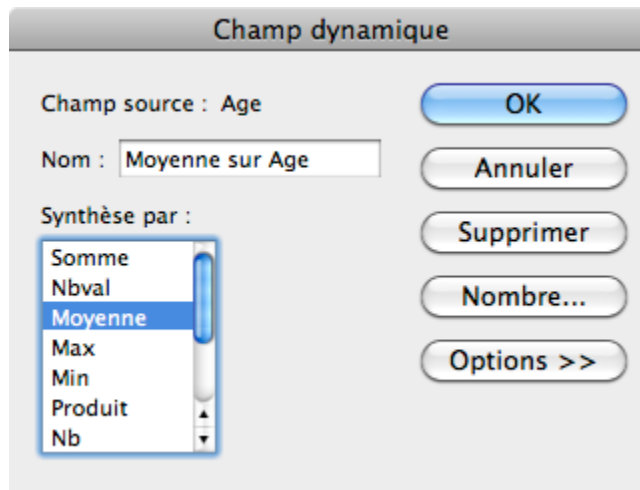 Champ dynamique
Champ source : Age
Nom : Moyenne sur Age
Synthèse par :
Somme
Nbval
Moyenne
Max
Min
Produit
Nb
OK
Annuler
Supprimer
Nombre...
Options >>